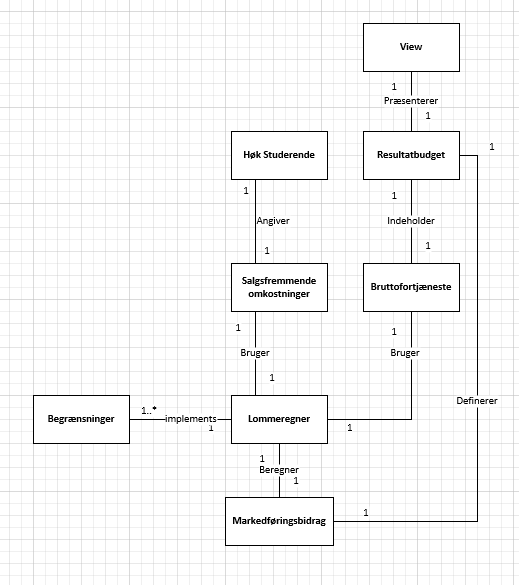 View
1
Præsenterer
1
1
Høk Studerende
Resultatbudget
1
1
Angiver
Indeholder
1
1
Salgsfremmende
omkostninger
Bruttofortjæneste
1
1
Bruger
Bruger
1
Definerer
Begrænsninger
1..*
implements
1
Lommeregner
1
1
Beregner
1
Markedføringsbidrag
1